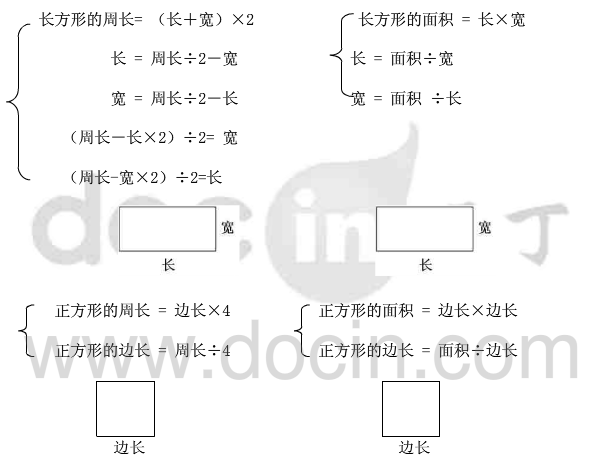 长方形的周长=（长＋宽）×2
长 = 周长÷2－宽
宽 = 周长÷2－长
（周长－长×2）÷2= 宽
（周长-宽×2）÷2=长
长方形的面积 = 长×宽
长 = 面积÷宽
宽 = 面积 ÷长
宽
长
宽
长
正方形的周长 = 边长×4
正方形的边长 = 周长÷4
正方形的面积 = 边长×边长
正方形的边长 = 面积÷边长
边长
边长
docin
丁
www.docin.com